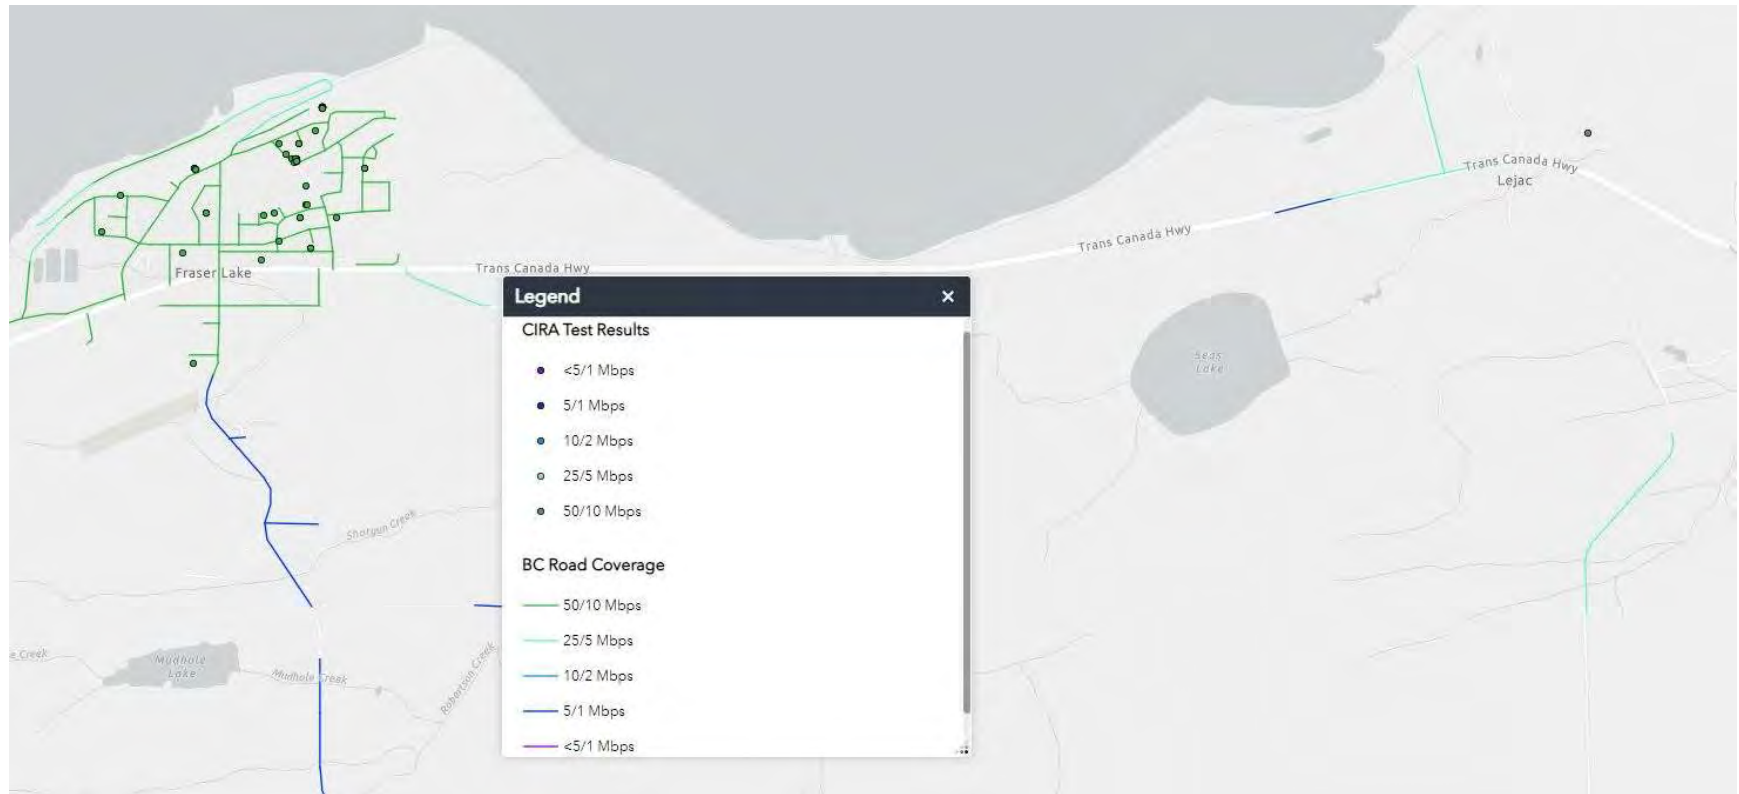 Trans Canada Hwy
Lejac
Trans Canada Hwy
Fraser Lake
Trans Canada Hwy
Legend
×
CIRA Test Results
<5/1 Mbps
5/1 Mbps
10/2 Mbps
25/5 Mbps
50/10 Mbps
BC Road Coverage
50/10 Mbps
25/5 Mbps
10/2 Mbps
5/1 Mbps
<5/1 Mbps
Seas
Lake
Shotgun Creek
e Creek
Mudhole
Lake
Mudhole Creek
Robertson Creek